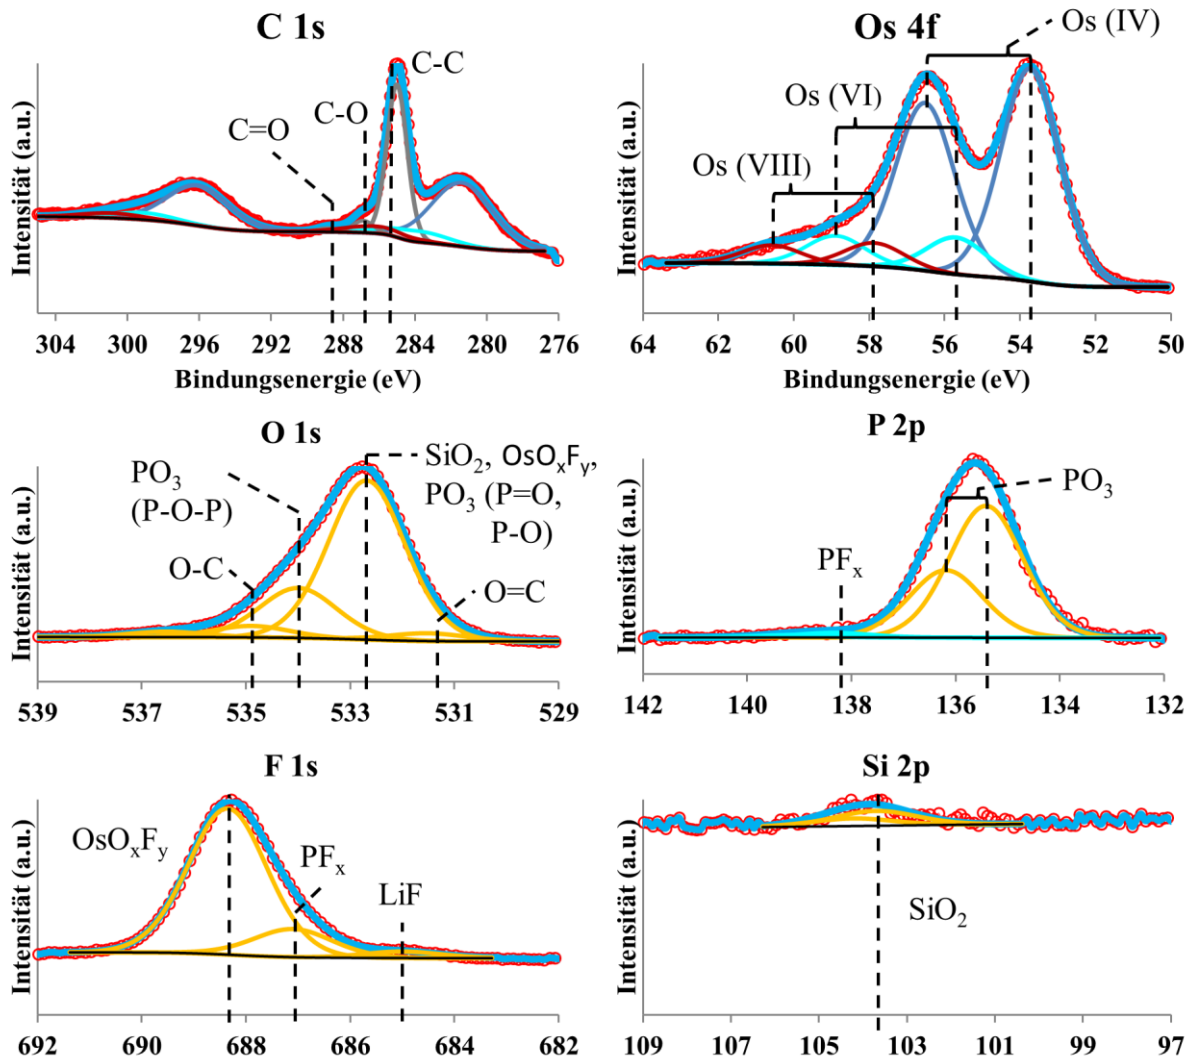 C 1s
Intensität (a.u.)
C=O
C-O
C-C
304 300 296 292 288 284 280 276
Bindungsenergie (eV)
Os 4f
Intensität (a.u.)
Os (IV)
Os (VI)
Os (VIII)
64 62 60 58 56 54 52 50
Bindungsenergie (eV)
O 1s
Intensität (a.u.)
PO₃
(P-O-P)
O-C
SiO₂, OsOₓFᵧ,
PO₃ (P=O,
P-O)
O=C
539 537 535 533 531 529
P 2p
Intensität (a.u.)
PFₓ
PO₃
142 140 138 136 134 132
F 1s
Intensität (a.u.)
OsOₓFᵧ
PFₓ
LiF
692 690 688 686 684 682
Si 2p
Intensität (a.u.)
SiO₂
109 107 105 103 101 99 97